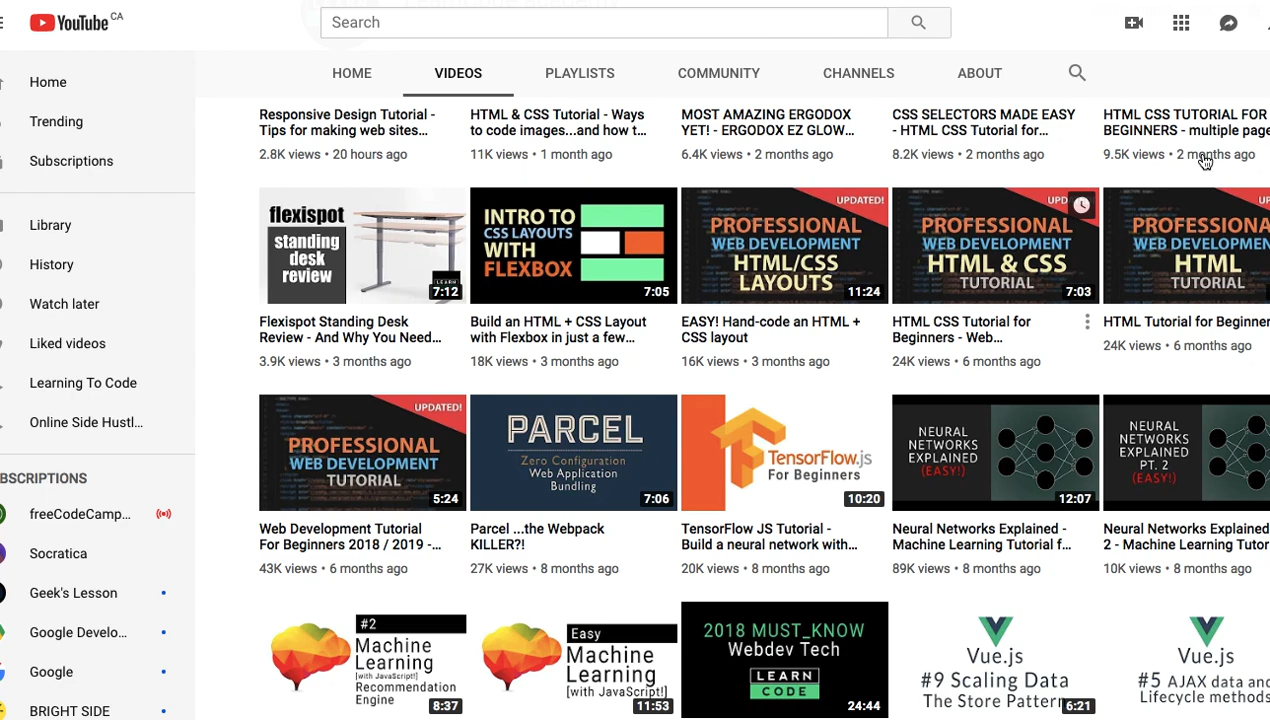 YouTube CA
Search
Home
Trending
Subscriptions
Library
History
Watch later
Liked videos
Learning To Code
Online Side Hustl...
BSCRIPTIONS
freeCodeCamp...
Socratica
Geek's Lesson
Google Develo...
Google
BRIGHT SIDE
HOME VIDEOS PLAYLISTS COMMUNITY CHANNELS ABOUT
Responsive Design Tutorial -
Tips for making web sites...
2.8K views • 20 hours ago
HTML & CSS Tutorial - Ways
to code images...and how t...
11K views • 1 month ago
MOST AMAZING ERGODOX
YET! - ERGODOX EZ GLOW...
6.4K views • 2 months ago
CSS SELECTORS MADE EASY
- HTML CSS Tutorial for...
8.2K views • 2 months ago
HTML CSS TUTORIAL FOR
BEGINNERS - multiple page
9.5K views • 2 months ago
flexispot
standing
desk
review
LEARN
7:12
Flexispot Standing Desk
Review - And Why You Need...
3.9K views • 3 months ago
INTRO TO
CSS LAYOUTS
WITH
FLEXBOX
7:05
Build an HTML + CSS Layout
with Flexbox in just a few...
18K views • 3 months ago
UPDATED!
PROFESSIONAL
WEB DEVELOPMENT
HTML/CSS
LAYOUTS
11:24
EASY! Hand-code an HTML +
CSS layout
16K views • 3 months ago
UPD
PROFESSIONAL
WEB DEVELOPMENT
HTML & CSS
TUTORIAL
7:03
HTML CSS Tutorial for
Beginners - Web...
24K views • 6 months ago
UP
PROFESSIONA
WEB DEVELOPMEN
HTML
TUTORIAL
HTML Tutorial for Beginner
24K views • 6 months ago
UPDATED!
PROFESSIONAL
WEB DEVELOPMENT
TUTORIAL
5:24
Web Development Tutorial
For Beginners 2018 / 2019 -...
43K views • 6 months ago
PARCEL
Zero Configuration
Web Application
Bundling
7:06
Parcel ...the Webpack
KILLER?!
27K views • 8 months ago
TensorFlow.js
For Beginners
10:20
TensorFlow JS Tutorial -
Build a neural network with...
20K views • 8 months ago
NEURAL
NETWORKS
EXPLAINED
(EASY!)
12:07
Neural Networks Explained -
Machine Learning Tutorial f...
89K views • 8 months ago
NEURAL
NETWORKS
EXPLAINED
PT. 2
(EASY!)
Neural Networks Explained
2 - Machine Learning Tutor
10K views • 8 months ago
#2
Machine
Learning
[with JavaScript!]
Recommendation
Engine
8:37
Easy
Machine
Learning
[with JavaScript!]
11:53
2018 MUST_KNOW
Webdev Tech
LEARN
CODE
24:44
Vue.js
#9 Scaling Data
The Store Pattern
6:21
Vue.js
#5 AJAX data and
Lifecycle methods